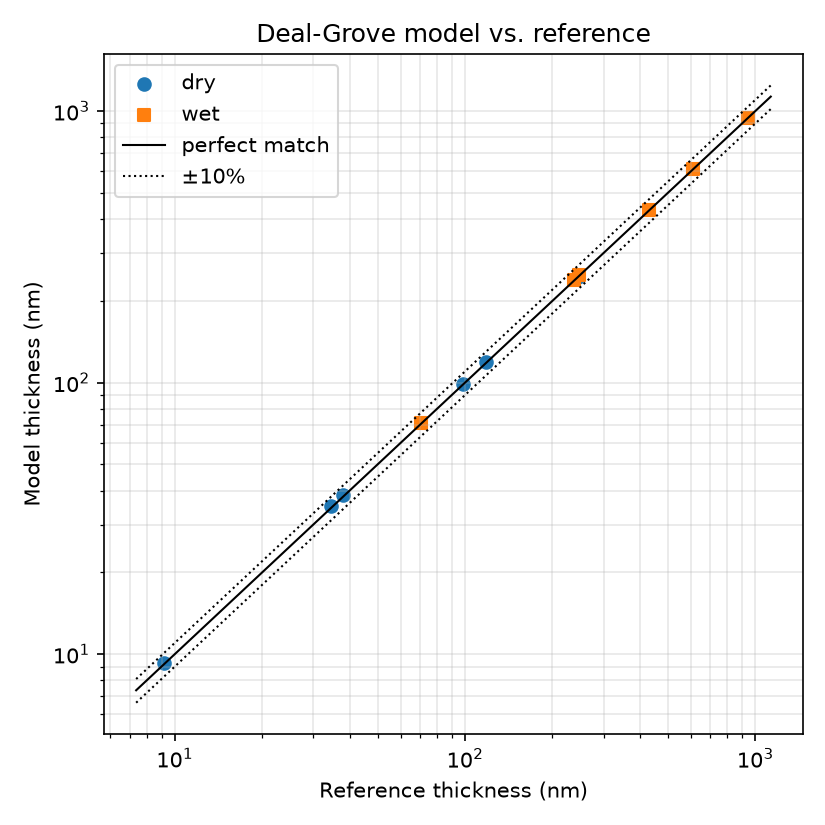 Deal-Grove model vs. reference
dry
wet
perfect match
±10%
10³
10²
10¹
Model thickness (nm)
10¹
10²
10³
Reference thickness (nm)